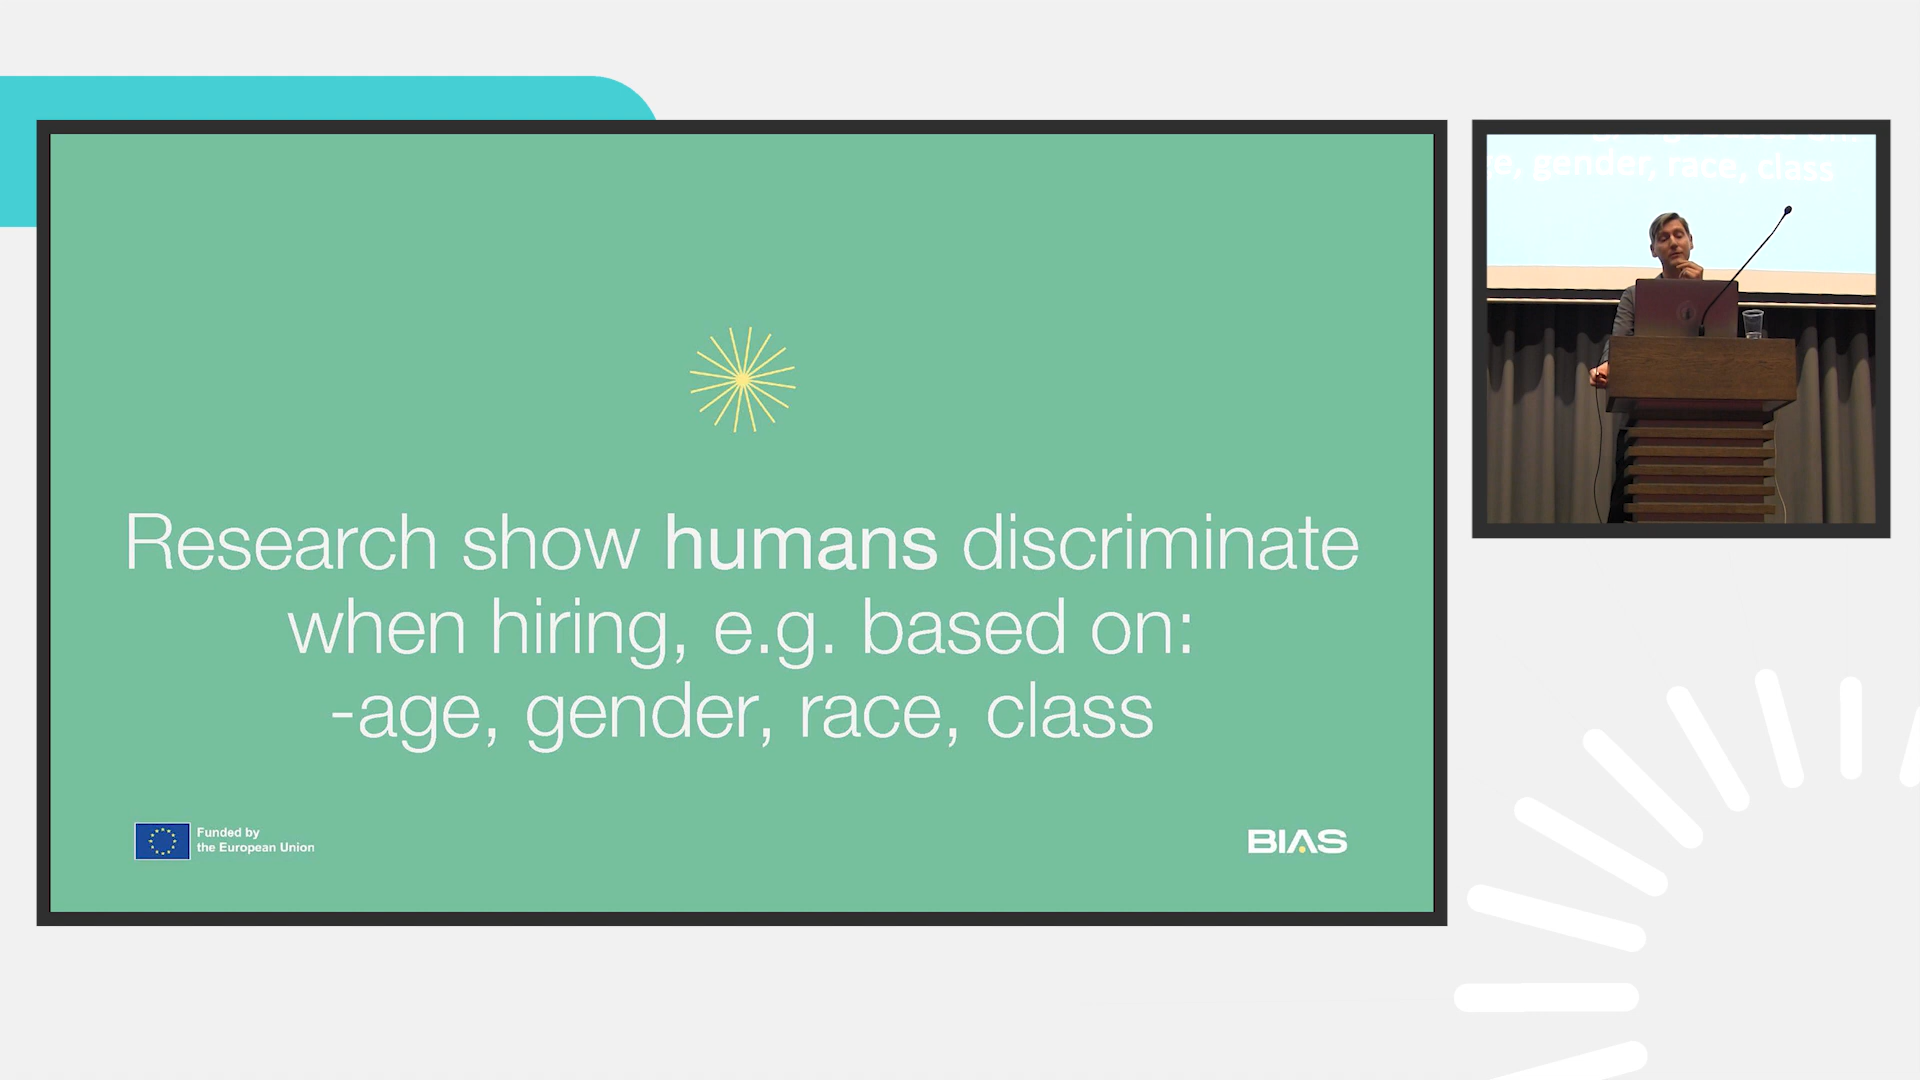 Research show humans discriminate
when hiring, e.g. based on:
-age, gender, race, class
Funded by
the European Union
BIAS
ge, gender, race, class